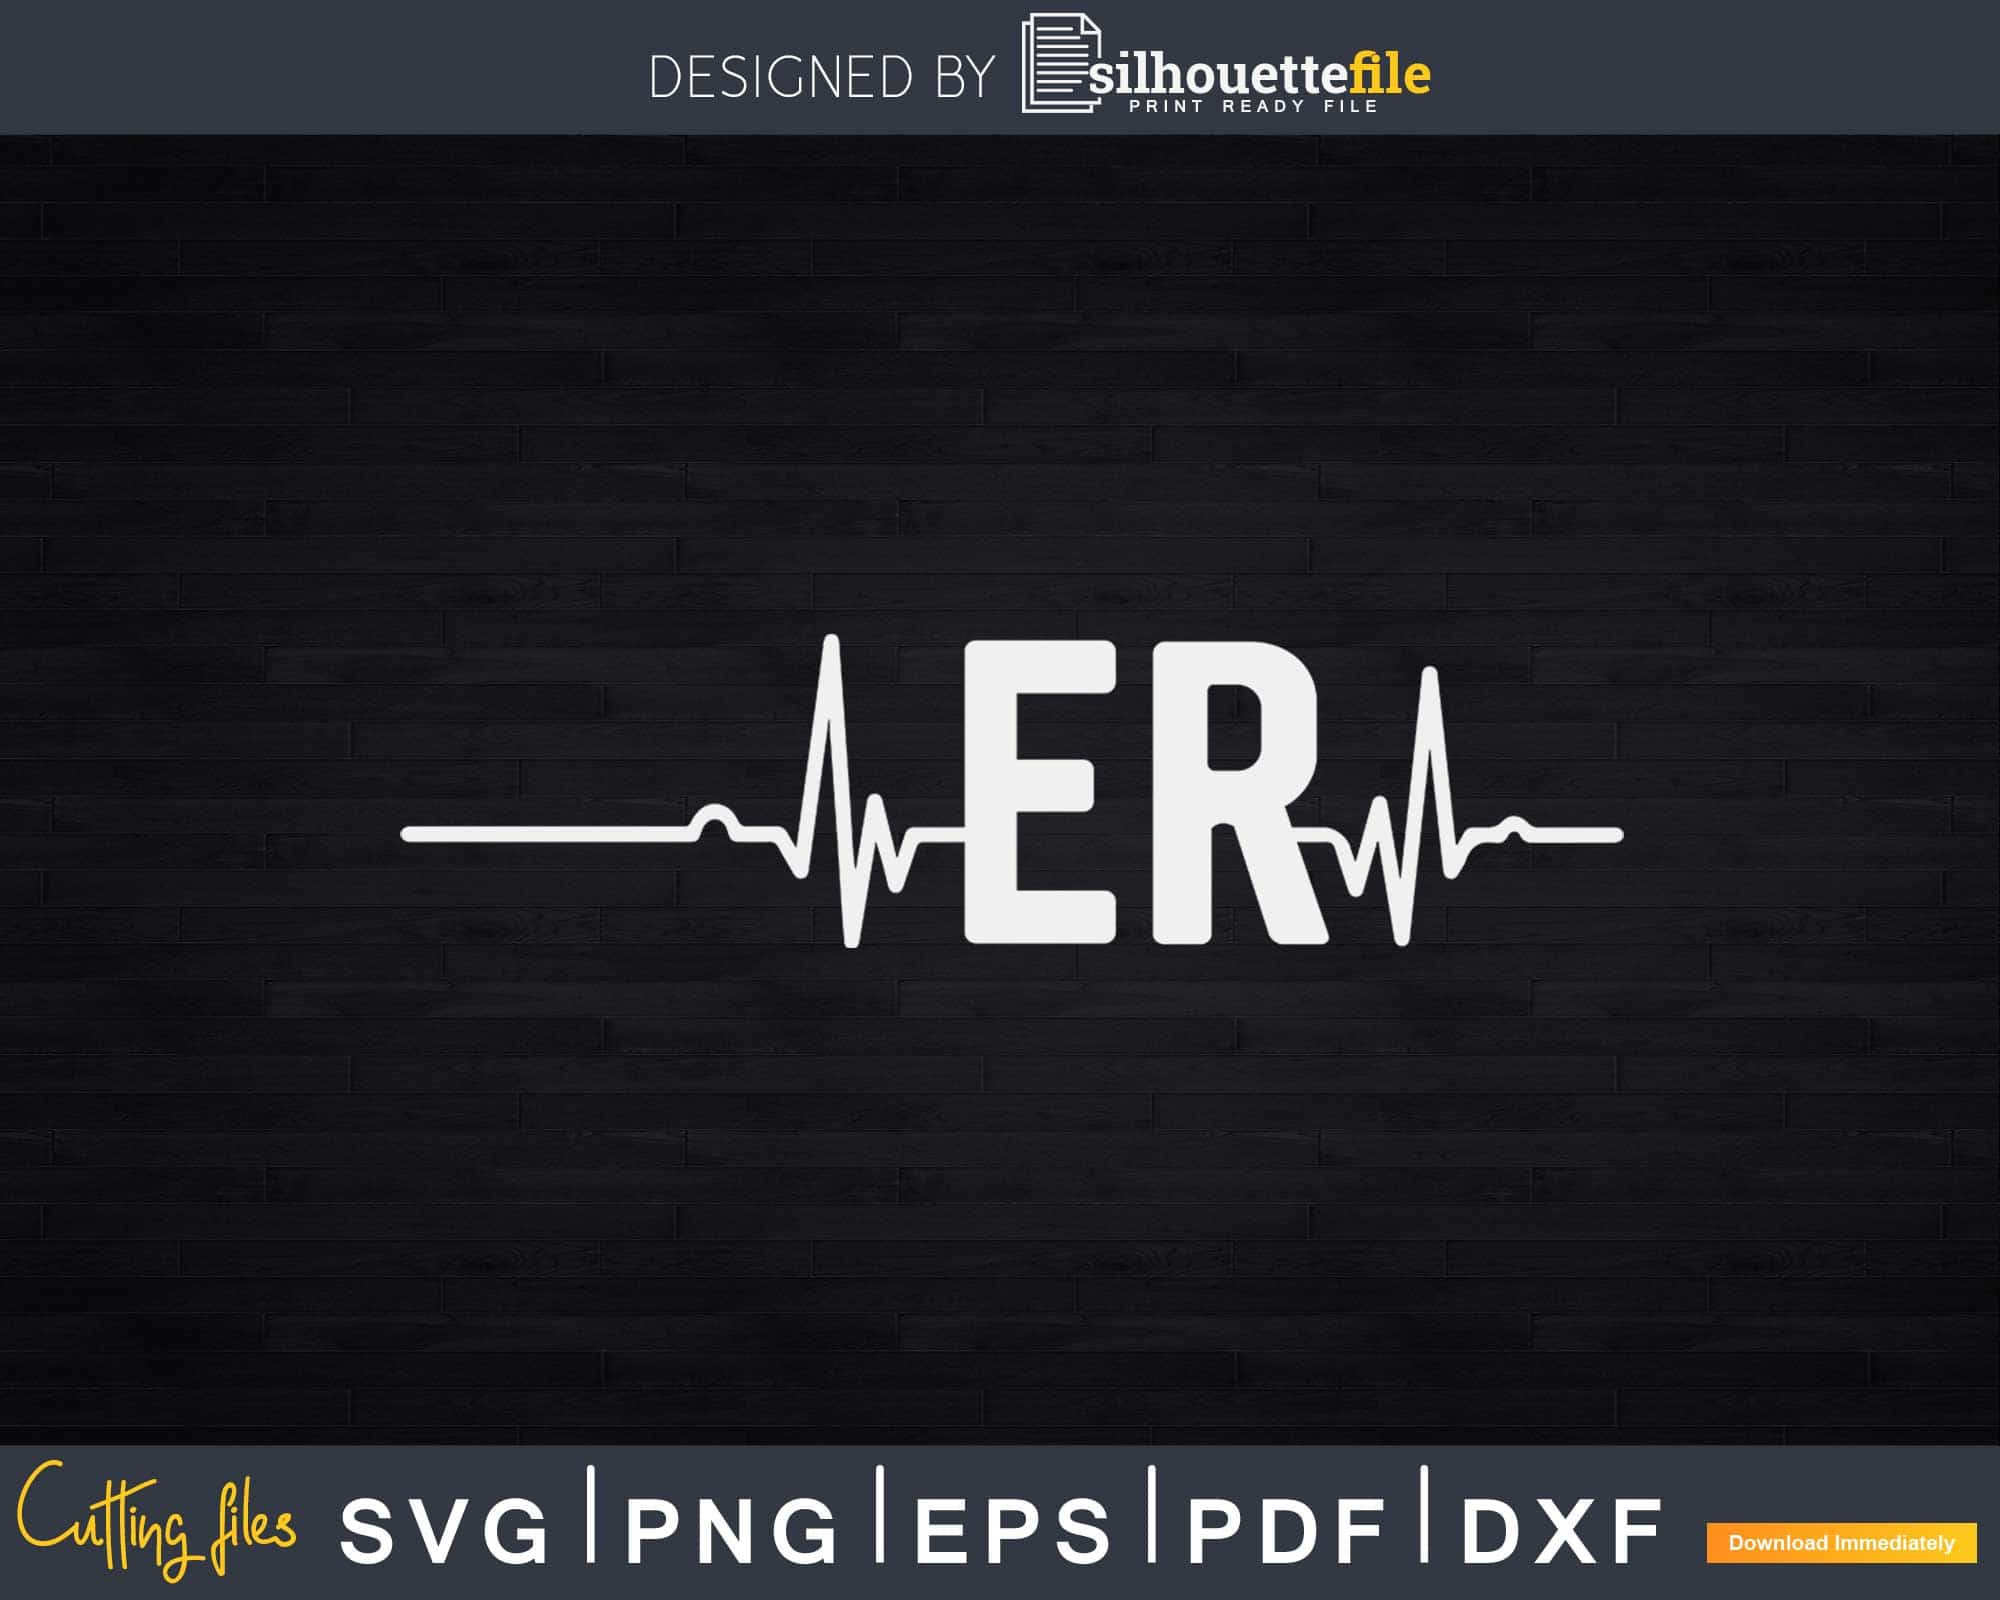 DESIGNED BY silhouettefile
PRINT READY FILE
ER
Cutting files SVG | PNG | EPS | PDF | DXF
Download Immediately